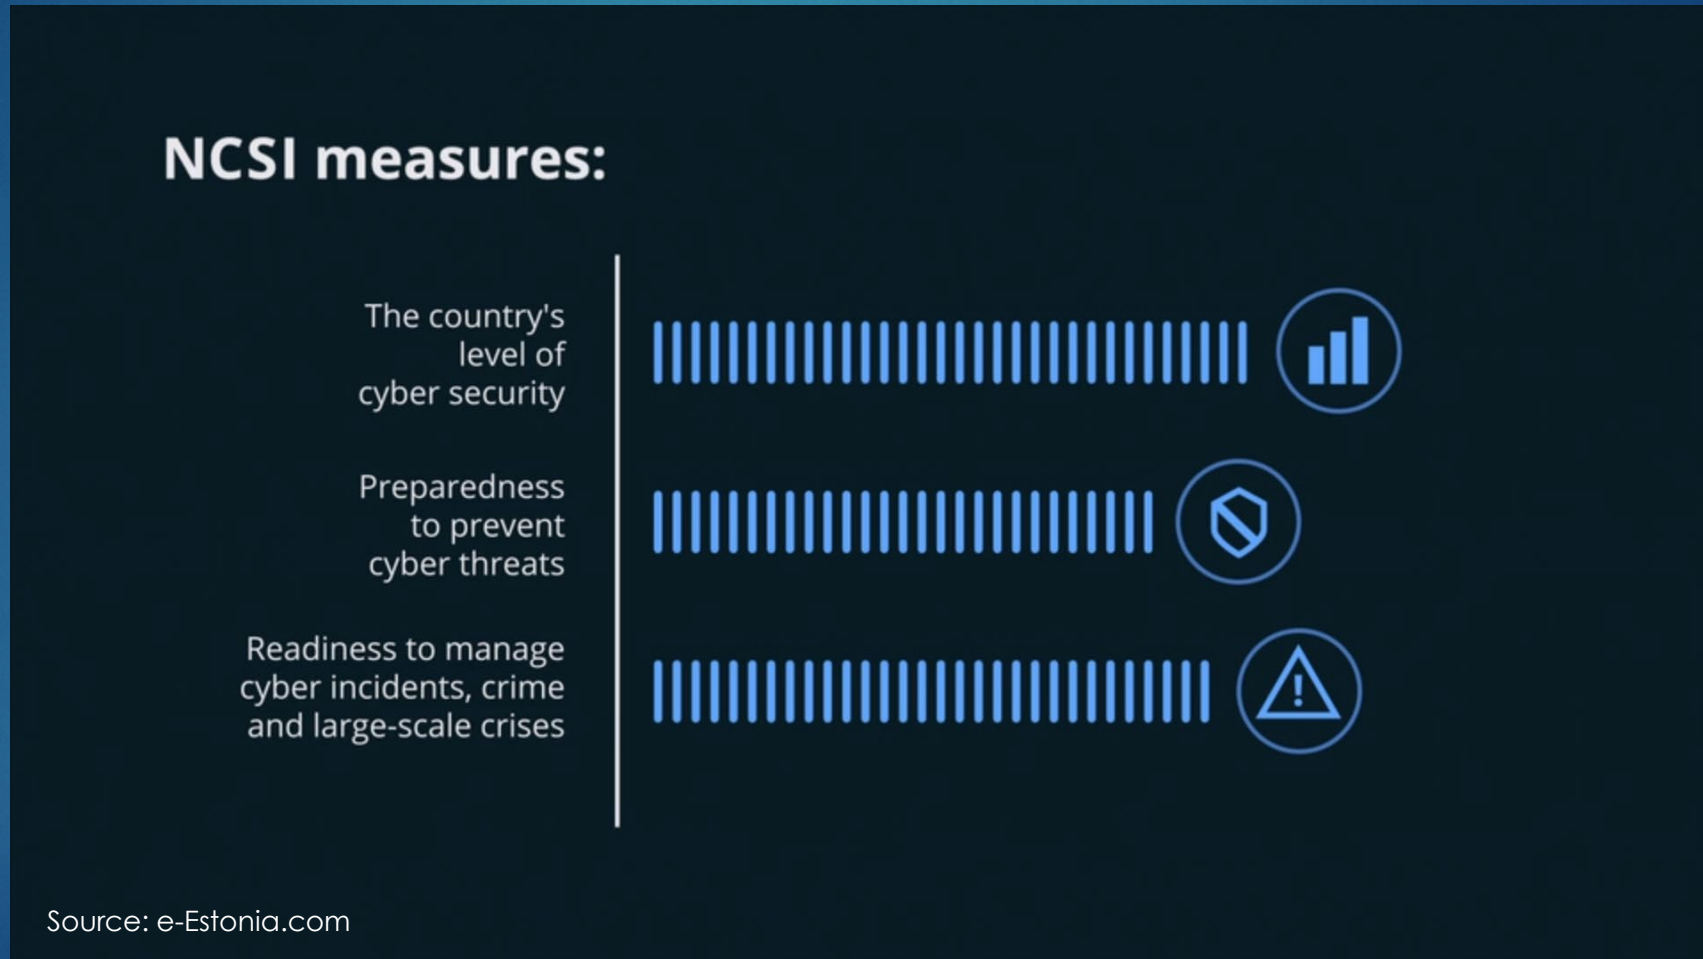 NCSI measures:
The country's
level of
cyber security
Preparedness
to prevent
cyber threats
Readiness to manage
cyber incidents, crime
and large-scale crises
Source: e-Estonia.com